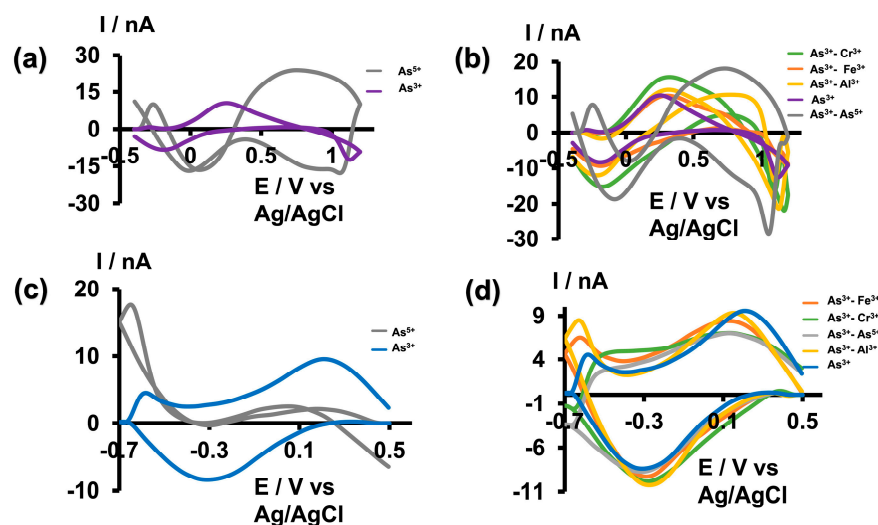 (a)
I / nA
30
15
0
-15
-30
-0.5
0
0.5
1
E / V vs
Ag/AgCl
As5+
As3+
(b)
I / nA
20
10
0
-10
-20
-30
-0.5
0
0.5
1
E / V vs
Ag/AgCl
As3+- Cr3+
As3+- Fe3+
As3+- Al3+
As3+
As3+- As5+
(c)
I / nA
20
10
0
-10
-0.7
-0.3
0.1
0.5
E / V vs
Ag/AgCl
As5+
As3+
(d)
I / nA
9
4
-1
-6
-11
-0.7
-0.3
0.1
0.5
E / V vs
Ag/AgCl
As3+- Fe3+
As3+- Cr3+
As3+- As5+
As3+- Al3+
As3+